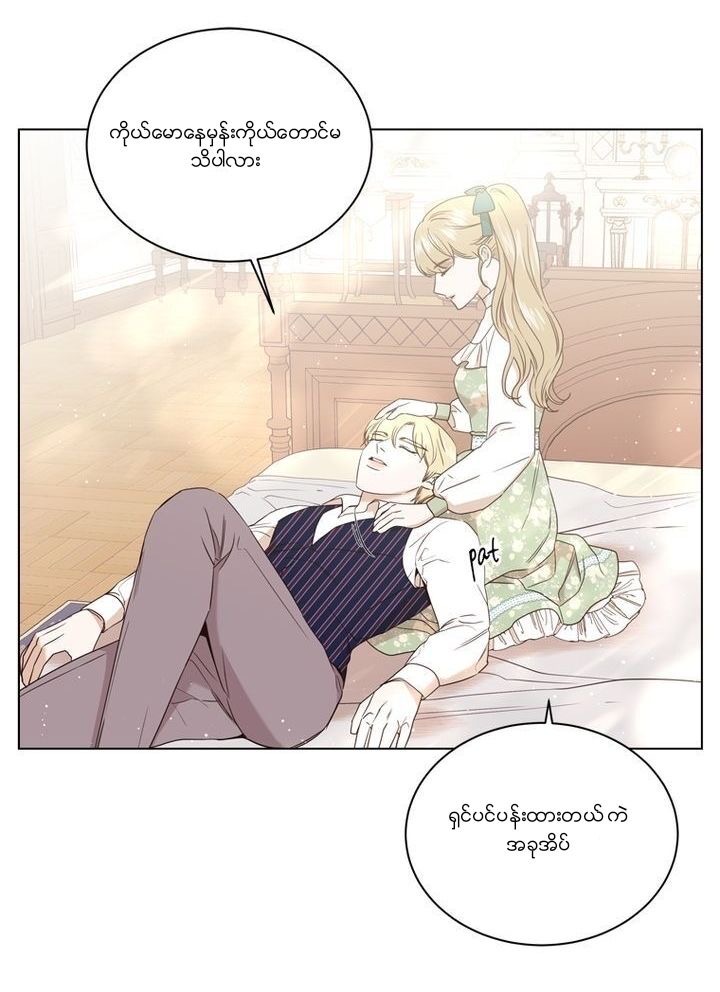 ကိုယ်မောနေမှန်းကိုယ်တောင်မ
သိပါလား
pat
ရှင်ပင်ပန်းထားတယ် ကဲ
အခုအိပ်